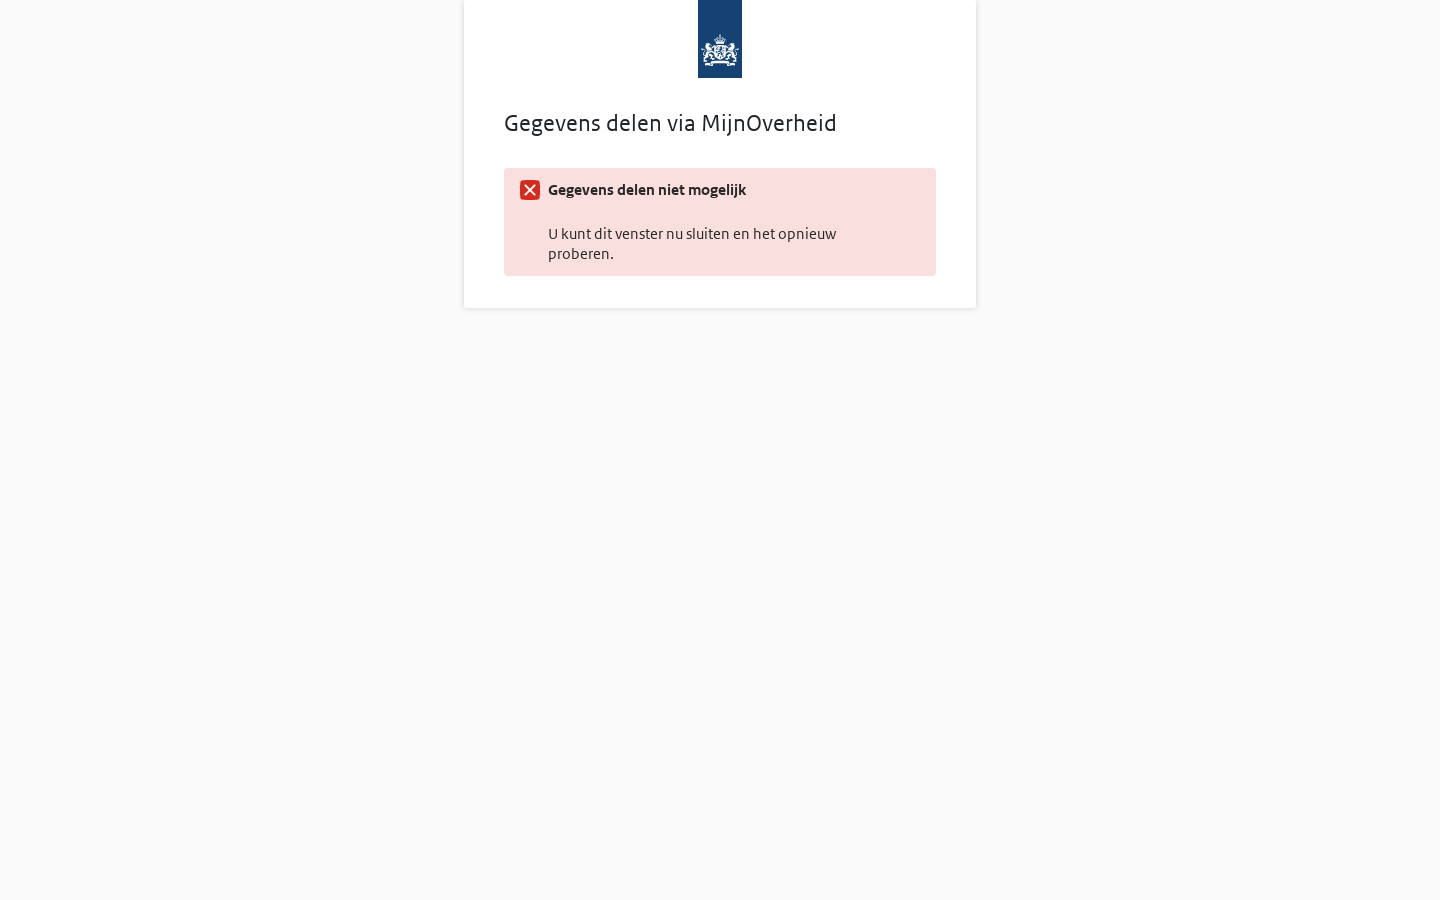 Gegevens delen via MijnOverheid
Gegevens delen niet mogelijk
U kunt dit venster nu sluiten en het opnieuw
proberen.